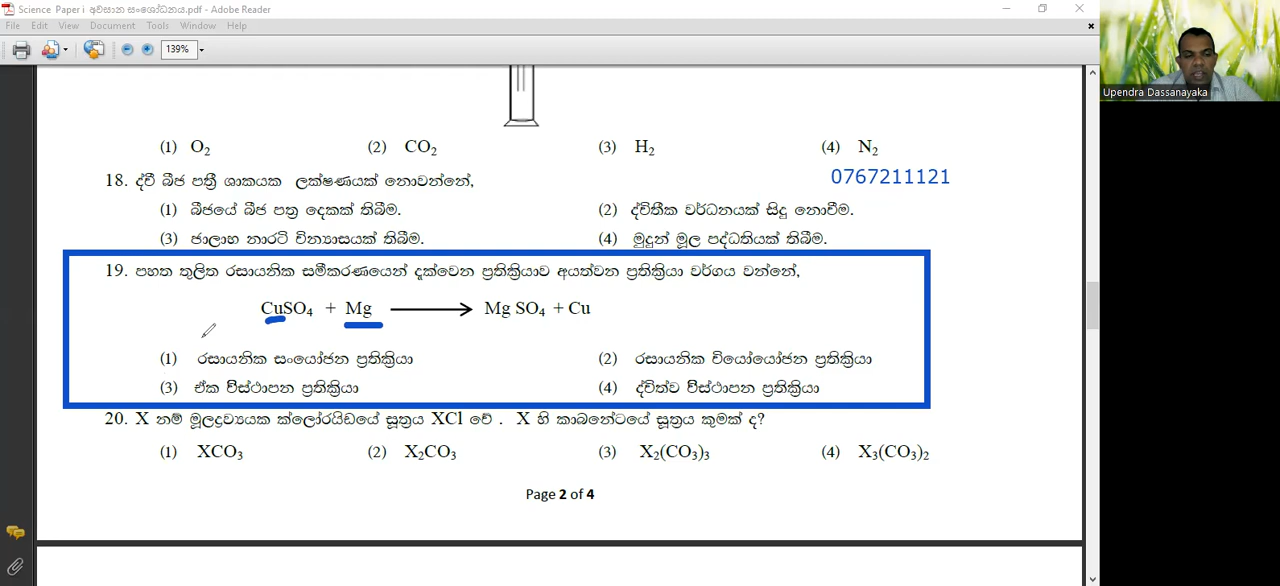 Science Paper i අවසාන සංශෝධනය.pdf - Adobe Reader
File Edit View Document Tools Window Help
139%
Upendra Dassanayaka
(1) O₂ (2) CO₂ (3) H₂ (4) N₂
18. ද්වී බීජ පත්‍රී ශාකයක ලක්ෂණයක් නොවන්නේ,
0767211121
(1) බීජයේ බීජ පත්‍ර දෙකක් තිබීම. (2) ද්විතීක වර්ධනයක් සිදු නොවීම.
(3) ජාලාභ නාරටි වින්‍යාසයක් තිබීම. (4) මුදුන් මූල පද්ධතියක් තිබීම.
19. පහත තුලිත රසායනික සමීකරණයෙන් දැක්වෙන ප්‍රතික්‍රියාව අයත්වන ප්‍රතික්‍රියා වර්ගය වන්නේ,
CuSO₄ + Mg ⟶ Mg SO₄ + Cu
(1) රසායනික සංයෝජන ප්‍රතික්‍රියා (2) රසායනික වියෝයෝජන ප්‍රතික්‍රියා
(3) ඒක විස්ථාපන ප්‍රතික්‍රියා (4) ද්විත්ව විස්ථාපන ප්‍රතික්‍රියා
20. X නම් මූලද්‍රව්‍යයක ක්ලෝරයිඩයේ සූත්‍රය XCl වේ . X හි කාබනේටයේ සූත්‍රය කුමක් ද?
(1) XCO₃ (2) X₂CO₃ (3) X₂(CO₃)₃ (4) X₃(CO₃)₂
Page 2 of 4